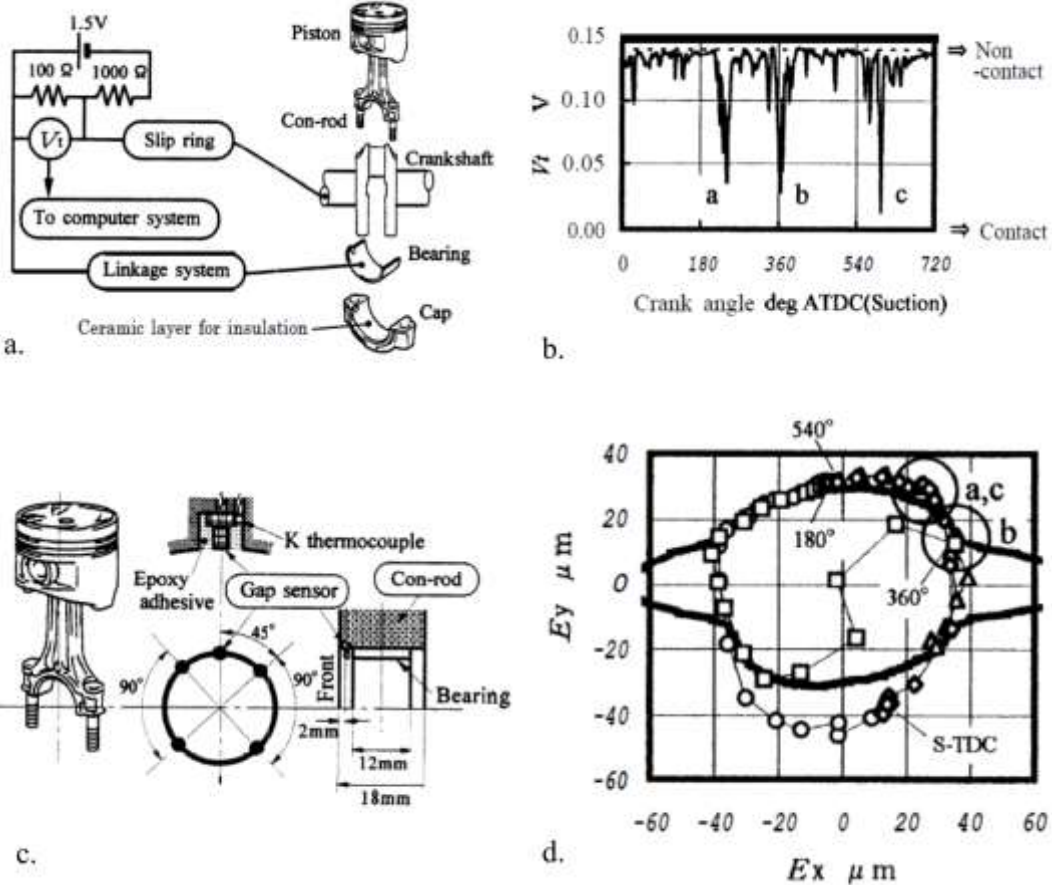 1.5V
100 Ω
1000 Ω
Vt
Slip ring
To computer system
Linkage system
Ceramic layer for insulation
Piston
Con-rod
Crankshaft
Bearing
Cap
a.
0.15
0.10
0.05
0.00
Vt V
a
b
c
⇒ Non
-contact
⇒ Contact
0
180
360
540
720
Crank angle deg ATDC(Suction)
b.
K thermocouple
Epoxy
adhesive
Gap sensor
Con-rod
45°
90°
90°
Front
Bearing
2mm
12mm
18mm
c.
540°
a,c
b
180°
360°
S-TDC
40
20
0
-20
-40
-60
Ey μm
-60
-40
-20
0
20
40
60
Ex μm
d.